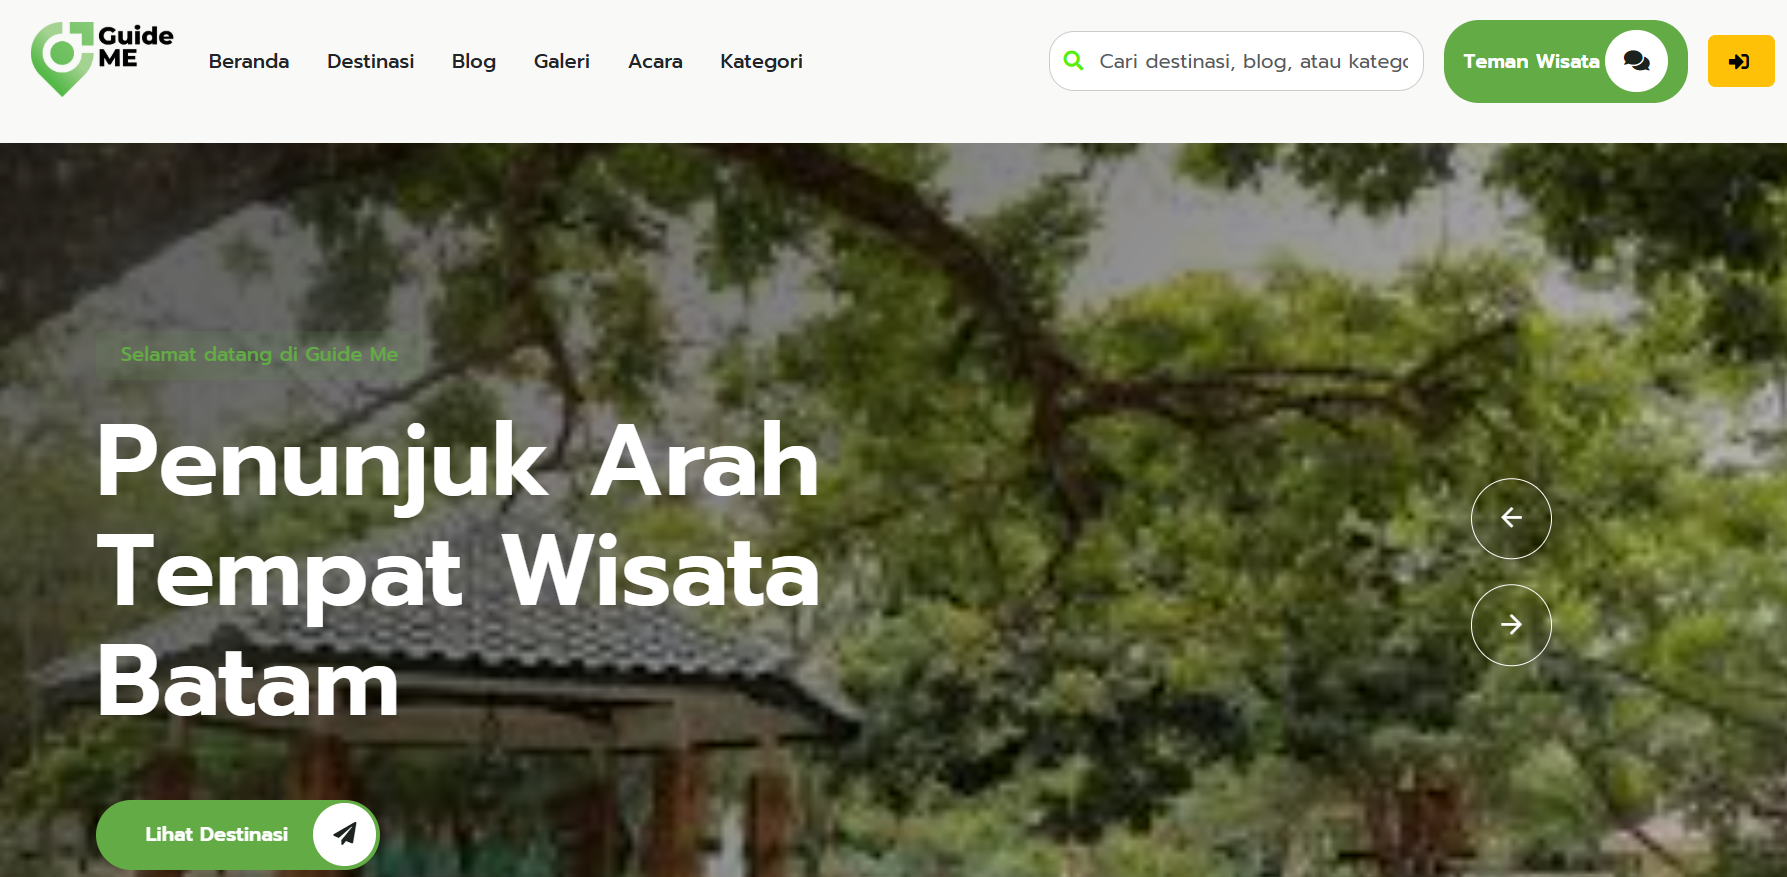 Guide
ME
Beranda
Destinasi
Blog
Galeri
Acara
Kategori
Cari destinasi, blog, atau katego
Teman Wisata
Selamat datang di Guide Me
Penunjuk Arah
Tempat Wisata
Batam
Lihat Destinasi